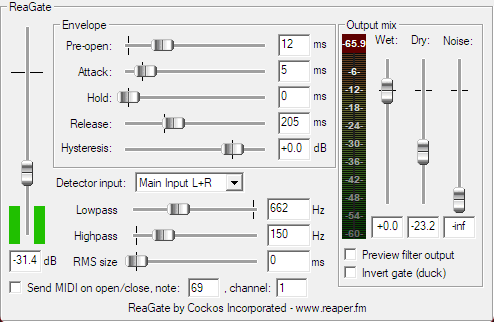 ReaGate
Envelope
Pre-open: 12 ms
Attack: 5 ms
Hold: 0 ms
Release: 205 ms
Hysteresis: +0.0 dB
Detector input: Main Input L+R
Lowpass 662 Hz
Highpass 150 Hz
RMS size 0 ms
-31.4 dB
Send MIDI on open/close, note: 69 , channel: 1
Output mix
Wet: Dry: Noise:
-65.9
-6-
-12-
-18-
-24-
-30-
-36-
-42-
-48-
-54-
-60-
+0.0 -23.2 -inf
Preview filter output
Invert gate (duck)
ReaGate by Cockos Incorporated - www.reaper.fm